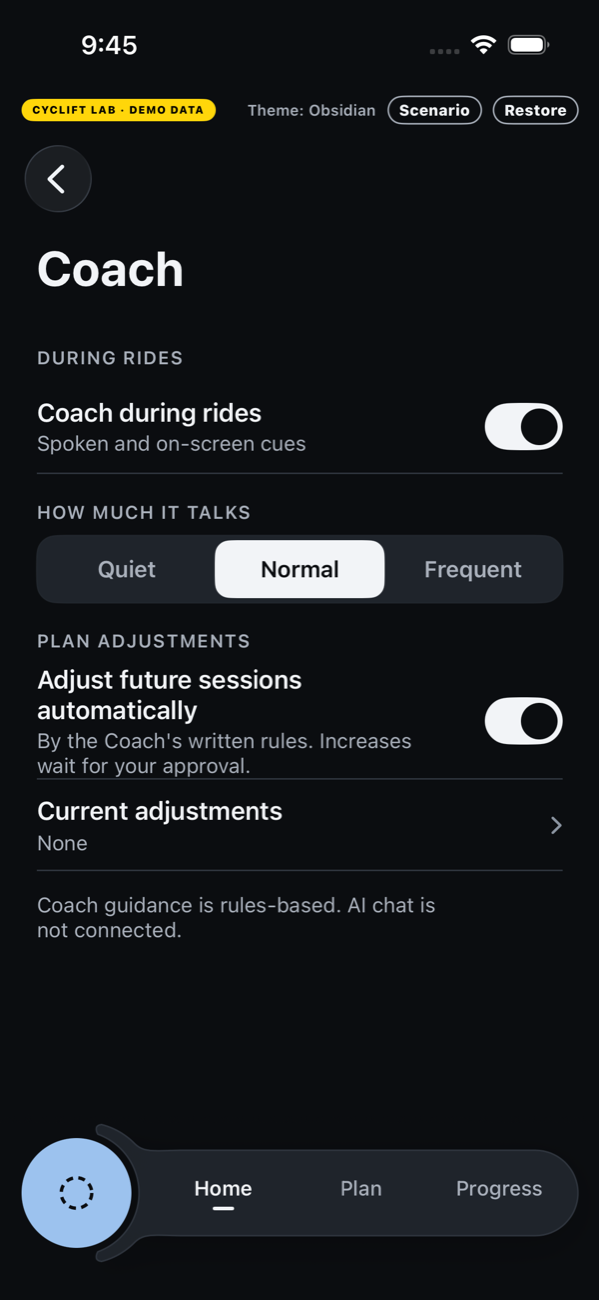 9:45
CYCLIFT LAB · DEMO DATA
Theme: Obsidian
Scenario
Restore
Coach
DURING RIDES
Coach during rides
Spoken and on-screen cues
HOW MUCH IT TALKS
Quiet
Normal
Frequent
PLAN ADJUSTMENTS
Adjust future sessions
automatically
By the Coach's written rules. Increases
wait for your approval.
Current adjustments
None
Coach guidance is rules-based. AI chat is
not connected.
Home
Plan
Progress